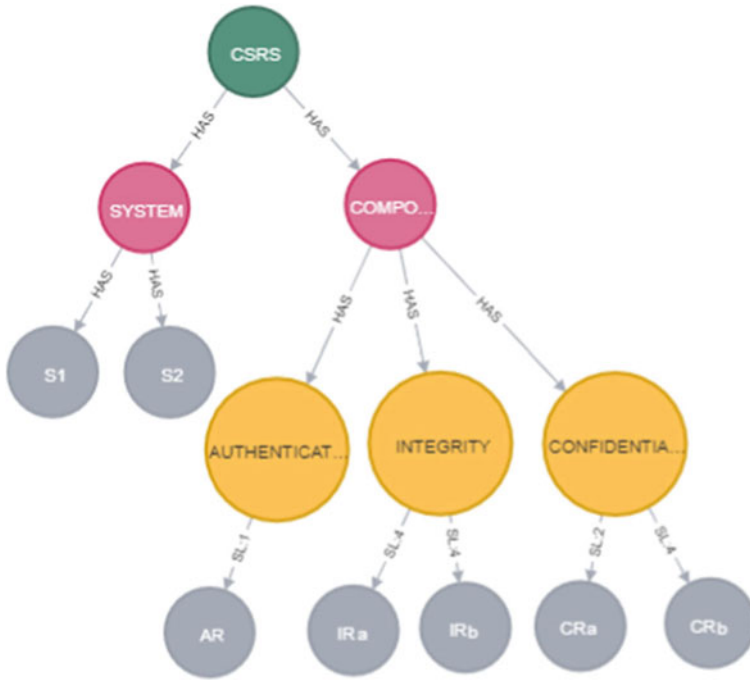 CSRS
HAS
HAS
SYSTEM
COMPO...
HAS
HAS
HAS
HAS
HAS
S1
S2
AUTHENTICAT...
INTEGRITY
CONFIDENTIA...
SL:1
SL:4
SL:4
SL:2
SL:4
AR
IRa
IRb
CRa
CRb